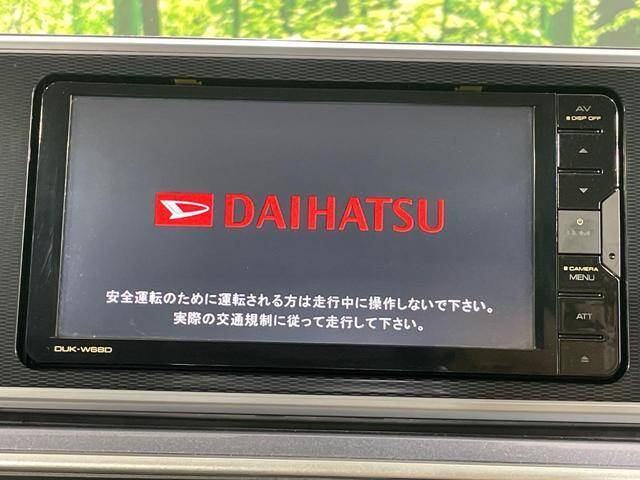 AV
DISP OFF
DAIHATSU
CAMERA
MENU
安全運転のために運転される方は走行中に操作しないで下さい。
実際の交通規制に従って走行して下さい。
ATT
DUK-W68D